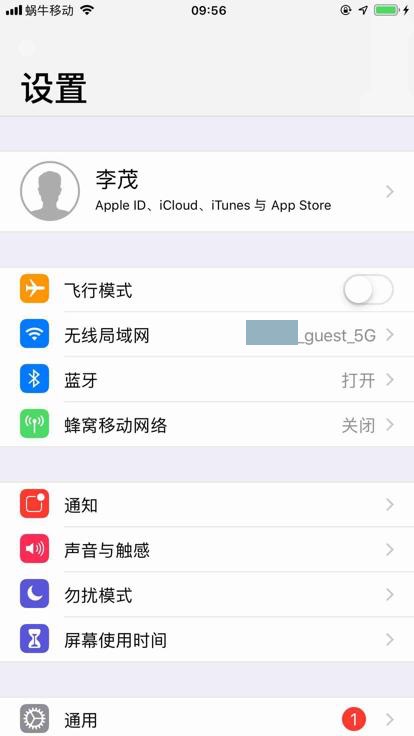 蜗牛移动 09:56
设置
李茂
Apple ID、iCloud、iTunes 与 App Store
飞行模式
无线局域网 _guest_5G
蓝牙 打开
蜂窝移动网络 关闭
通知
声音与触感
勿扰模式
屏幕使用时间
通用 1